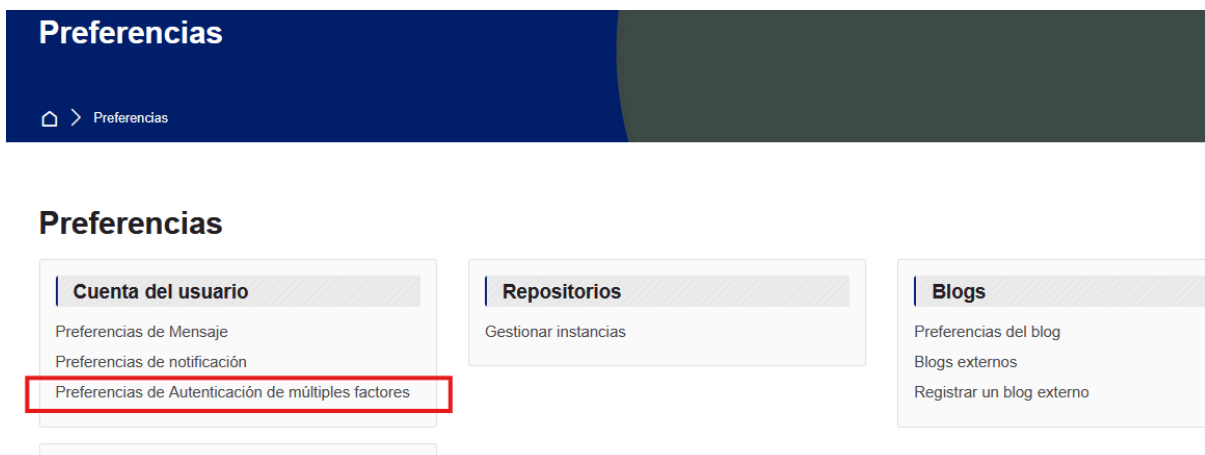 Preferencias
Preferencias
Preferencias
Cuenta del usuario
Preferencias de Mensaje
Preferencias de notificación
Preferencias de Autenticación de múltiples factores
Repositorios
Gestionar instancias
Blogs
Preferencias del blog
Blogs externos
Registrar un blog externo